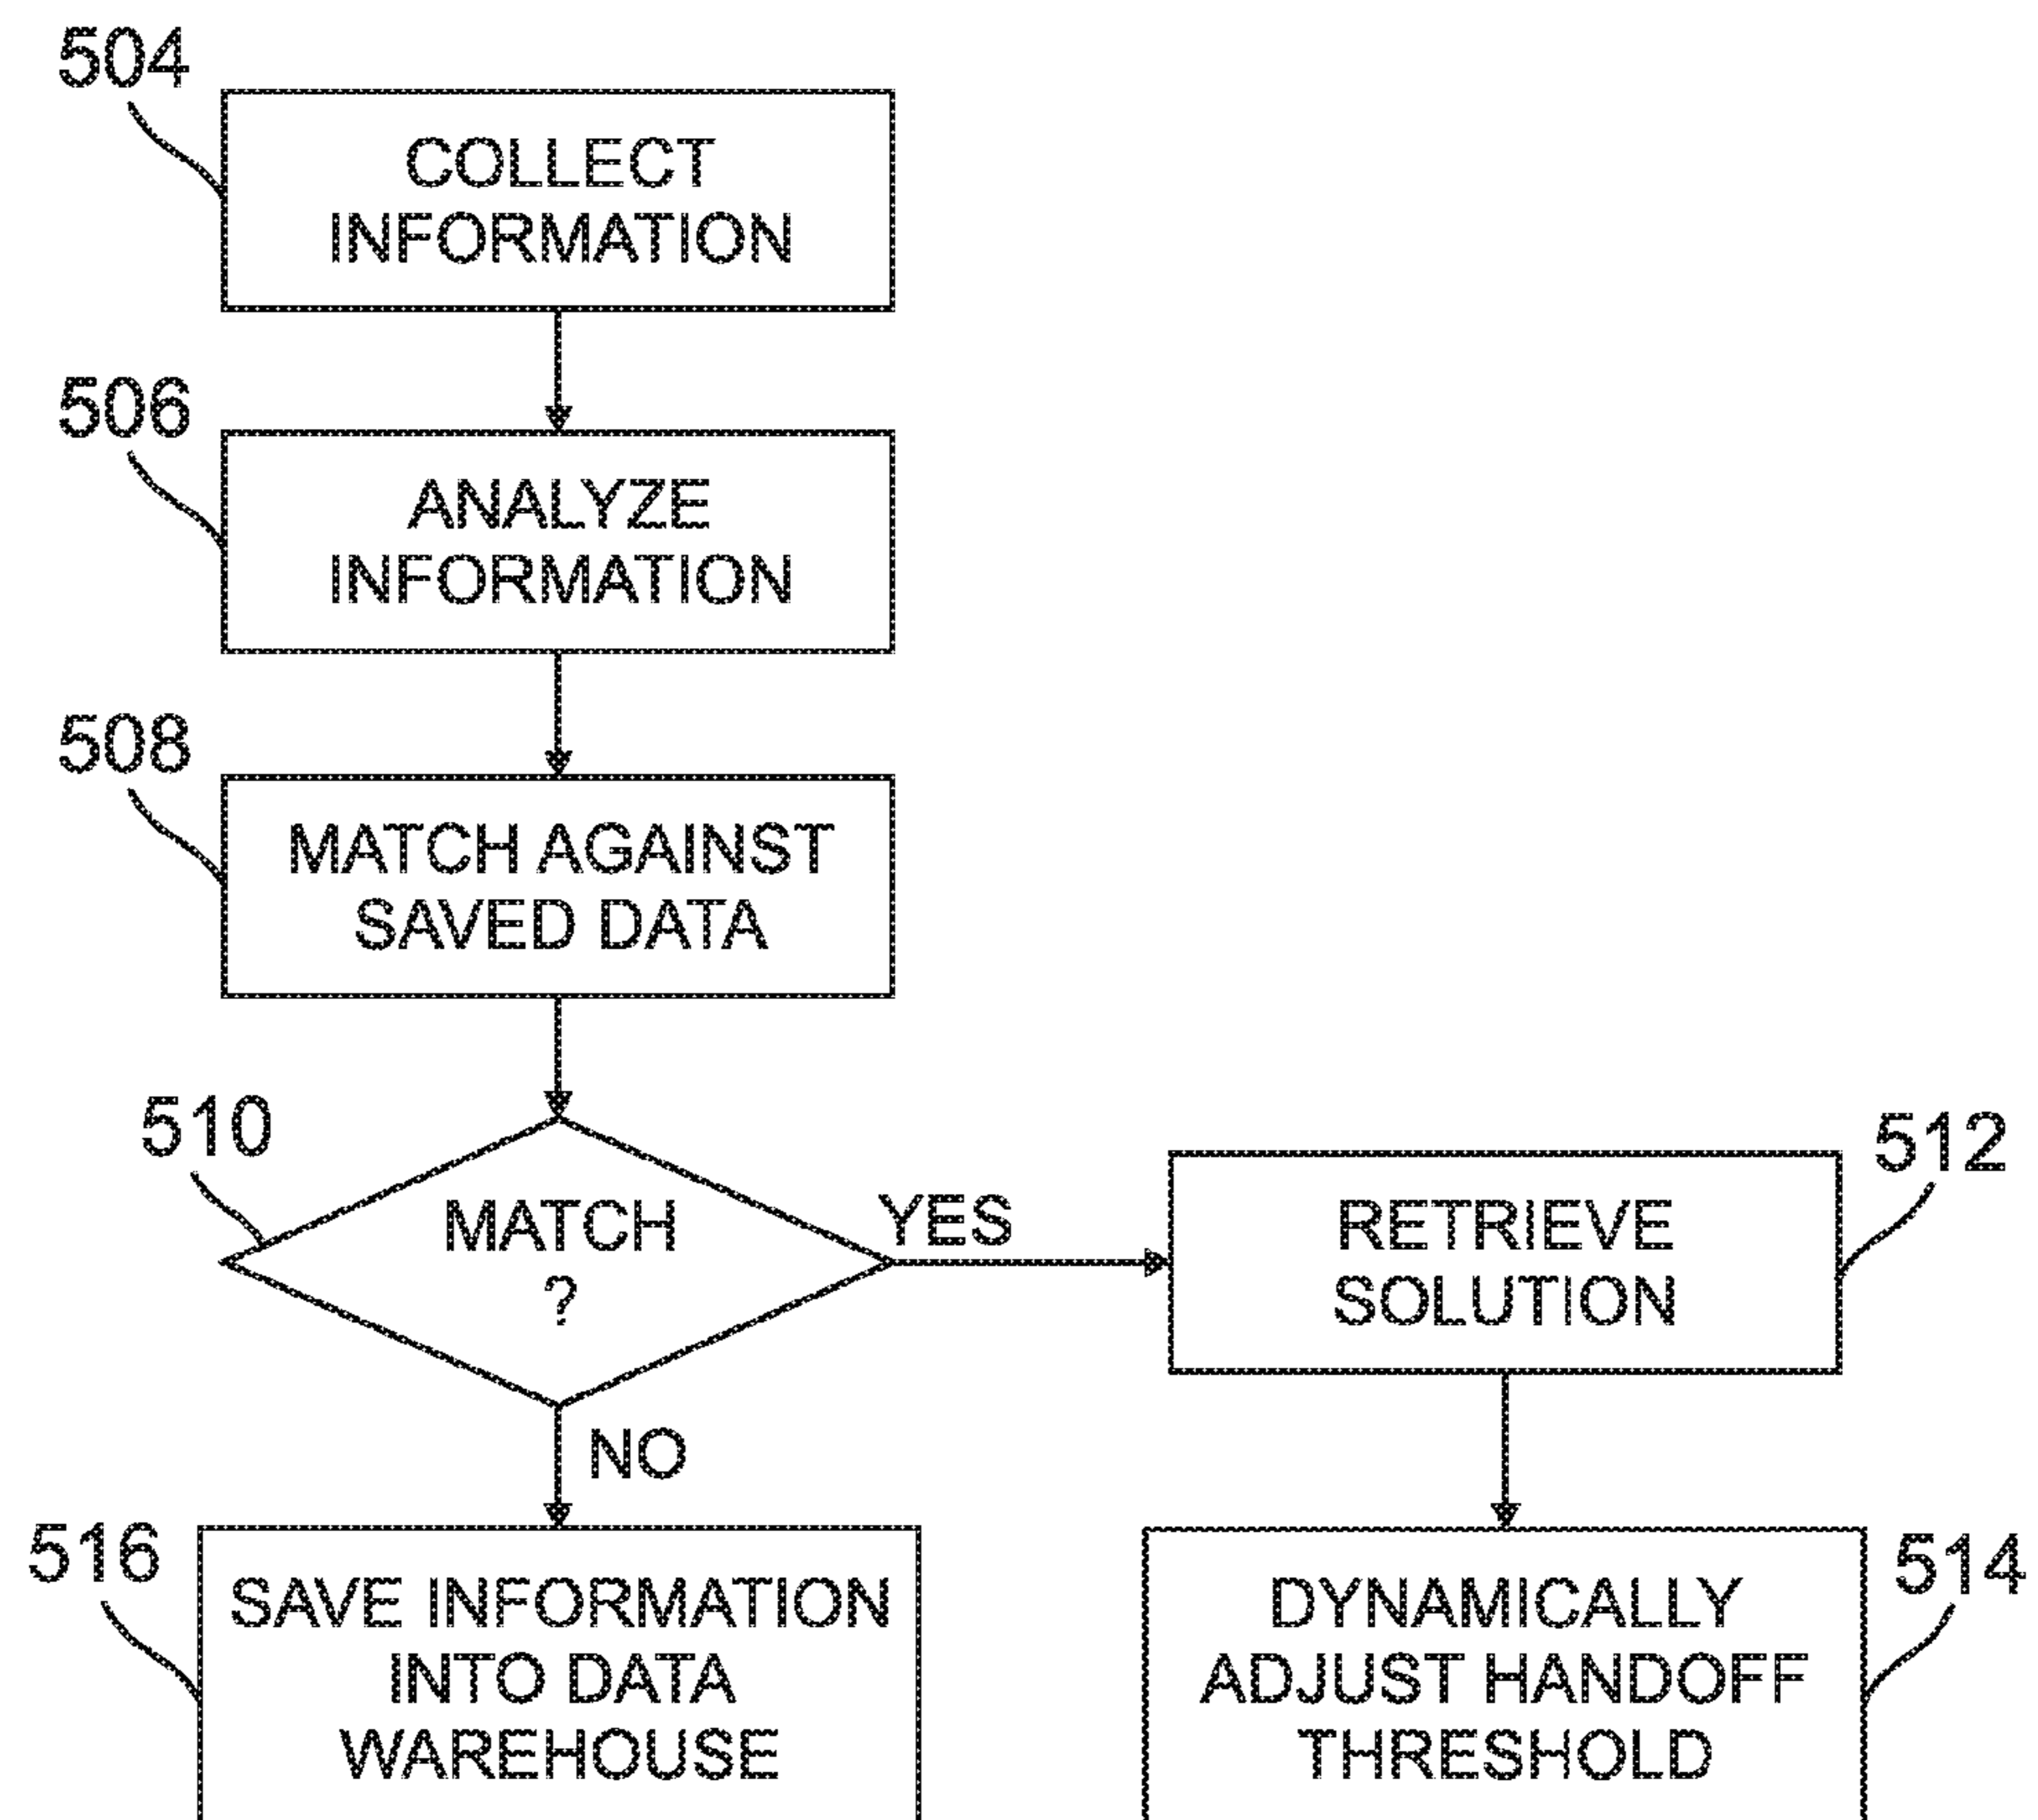 504
COLLECT
INFORMATION
506
ANALYZE
INFORMATION
508
MATCH AGAINST
SAVED DATA
510
MATCH
?
YES
512
RETRIEVE
SOLUTION
NO
516
SAVE INFORMATION
INTO DATA
WAREHOUSE
514
DYNAMICALLY
ADJUST HANDOFF
THRESHOLD